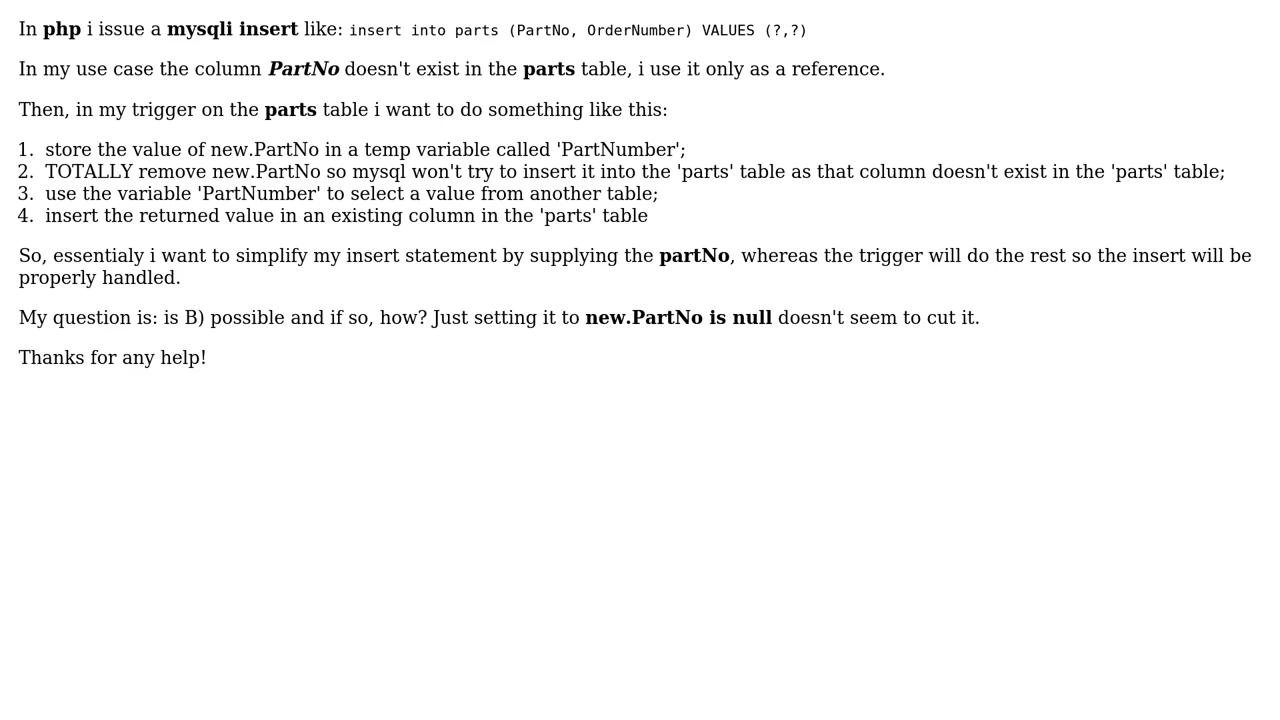 In php i issue a mysqli insert like: insert into parts (PartNo, OrderNumber) VALUES (?,?)
In my use case the column PartNo doesn't exist in the parts table, i use it only as a reference.
Then, in my trigger on the parts table i want to do something like this:
1. store the value of new.PartNo in a temp variable called 'PartNumber';
2. TOTALLY remove new.PartNo so mysql won't try to insert it into the 'parts' table as that column doesn't exist in the 'parts' table;
3. use the variable 'PartNumber' to select a value from another table;
4. insert the returned value in an existing column in the 'parts' table
So, essentialy i want to simplify my insert statement by supplying the partNo, whereas the trigger will do the rest so the insert will be
properly handled.
My question is: is B) possible and if so, how? Just setting it to new.PartNo is null doesn't seem to cut it.
Thanks for any help!